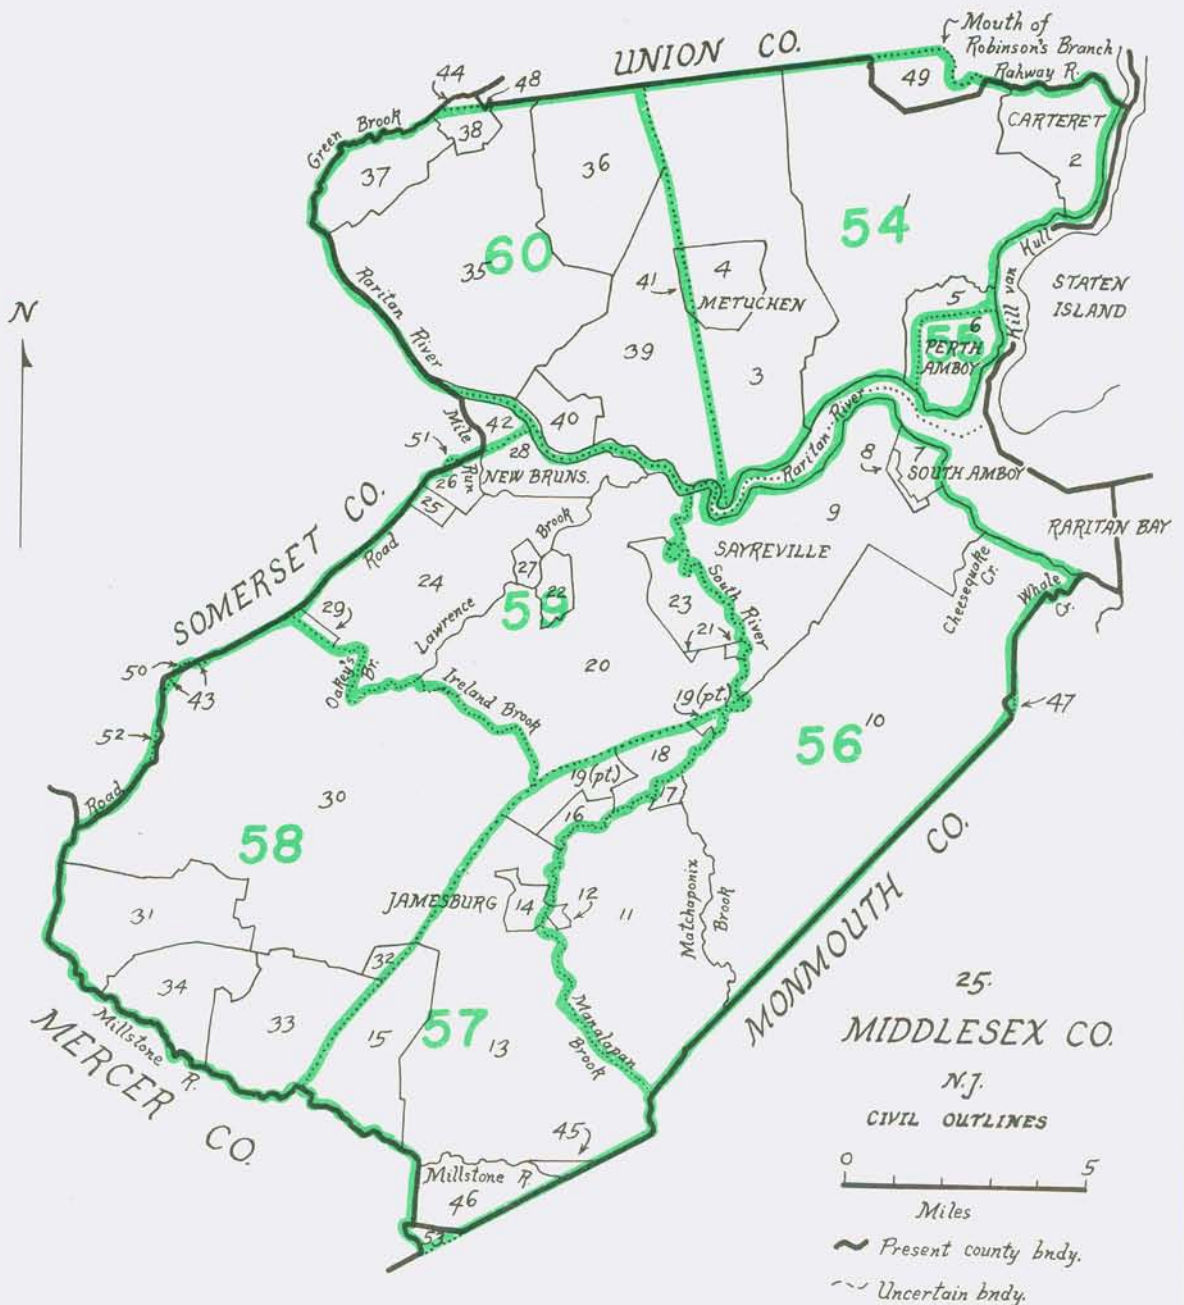 Mouth of
Robinson's Branch
Rahway R.
UNION CO.
44
48
49
Green Brook
38
CARTERET
37
36
2
54
1
60
35
Raritan River
41
4
METUCHEN
5
6
55
PERTH
AMBOY
Kill van Kull
STATEN
ISLAND
N
39
3
Mile Run
42
40
51
28
NEW BRUNS.
26
25
Raritan River
8
7
SOUTH AMBOY
9
SAYREVILLE
RARITAN BAY
SOMERSET CO.
Road
24
Brook
27
22
59
Lawrence
23
South River
21
Cheesequake
Cr.
Whale
Cr.
29
20
50
43
Oakey's
Br.
Ireland Brook
19(pt.)
47
52
56
10
18
19(pt.)
17
16
Road
30
58
JAMESBURG
14
12
11
Matchaponix
Brook
MONMOUTH CO.
31
32
34
33
15
57
13
Manalapan
Brook
Millstone
R.
MERCER CO.
45
Millstone R.
46
53
25.
MIDDLESEX CO.
N.J.
CIVIL OUTLINES
0 5
Miles
Present county bndy.
Uncertain bndy.